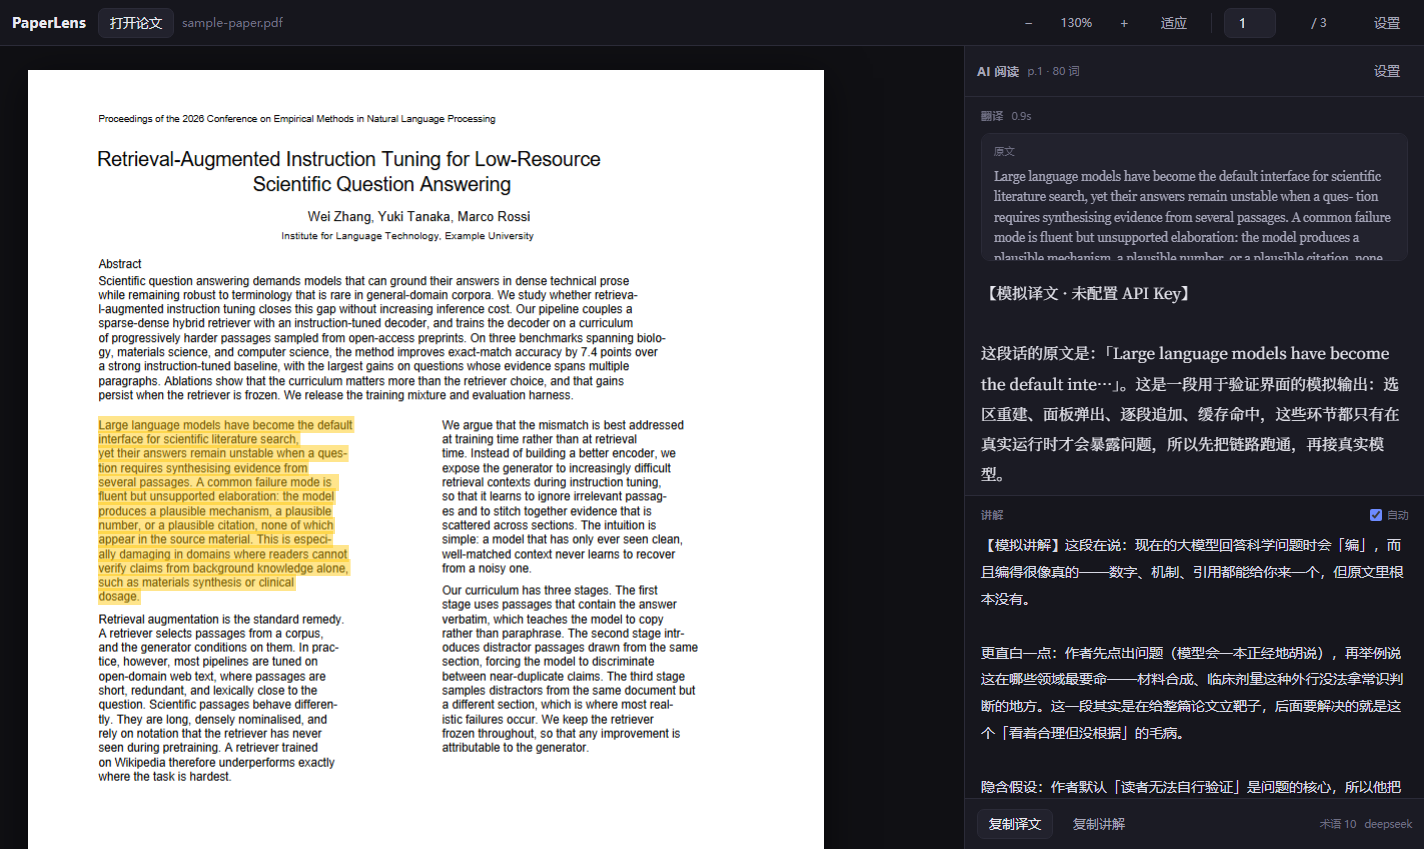 PaperLens 打开论文 sample-paper.pdf − 130% + 适应 1 / 3 设置
Proceedings of the 2026 Conference on Empirical Methods in Natural Language Processing
Retrieval-Augmented Instruction Tuning for Low-Resource
Scientific Question Answering
Wei Zhang, Yuki Tanaka, Marco Rossi
Institute for Language Technology, Example University
Abstract
Scientific question answering demands models that can ground their answers in dense technical prose
while remaining robust to terminology that is rare in general-domain corpora. We study whether retrieva-
l-augmented instruction tuning closes this gap without increasing inference cost. Our pipeline couples a
sparse-dense hybrid retriever with an instruction-tuned decoder, and trains the decoder on a curriculum
of progressively harder passages sampled from open-access preprints. On three benchmarks spanning biolo-
gy, materials science, and computer science, the method improves exact-match accuracy by 7.4 points over
a strong instruction-tuned baseline, with the largest gains on questions whose evidence spans multiple
paragraphs. Ablations show that the curriculum matters more than the retriever choice, and that gains
persist when the retriever is frozen. We release the training mixture and evaluation harness.
Large language models have become the default
interface for scientific literature search,
yet their answers remain unstable when a ques-
tion requires synthesising evidence from
several passages. A common failure mode is
fluent but unsupported elaboration: the model
produces a plausible mechanism, a plausible
number, or a plausible citation, none of which
appear in the source material. This is especi-
ally damaging in domains where readers cannot
verify claims from background knowledge alone,
such as materials synthesis or clinical
dosage.
Retrieval augmentation is the standard remedy.
A retriever selects passages from a corpus,
and the generator conditions on them. In prac-
tice, however, most pipelines are tuned on
open-domain web text, where passages are
short, redundant, and lexically close to the
question. Scientific passages behave differen-
tly. They are long, densely nominalised, and
rely on notation that the retriever has never
seen during pretraining. A retriever trained
on Wikipedia therefore underperforms exactly
where the task is hardest.
We argue that the mismatch is best addressed
at training time rather than at retrieval
time. Instead of building a better encoder, we
expose the generator to increasingly difficult
retrieval contexts during instruction tuning,
so that it learns to ignore irrelevant passag-
es and to stitch together evidence that is
scattered across sections. The intuition is
simple: a model that has only ever seen clean,
well-matched context never learns to recover
from a noisy one.
Our curriculum has three stages. The first
stage uses passages that contain the answer
verbatim, which teaches the model to copy
rather than paraphrase. The second stage intr-
oduces distractor passages drawn from the same
section, forcing the model to discriminate
between near-duplicate claims. The third stage
samples distractors from the same document but
a different section, which is where most real-
istic failures occur. We keep the retriever
frozen throughout, so that any improvement is
attributable to the generator.
AI 阅读 p.1 · 80 词 设置
翻译 0.9s
原文
Large language models have become the default interface for scientific
literature search, yet their answers remain unstable when a ques- tion
requires synthesising evidence from several passages. A common failure
mode is fluent but unsupported elaboration: the model produces a
plausible mechanism, a plausible number, or a plausible citation, none
【模拟译文 · 未配置 API Key】
这段话的原文是：「Large language models have become
the default inte…」。这是一段用于验证界面的模拟输出：选
区重建、面板弹出、逐段追加、缓存命中，这些环节都只有在
真实运行时才会暴露问题，所以先把链路跑通，再接真实模
型。
讲解 自动
【模拟讲解】这段在说：现在的大模型回答科学问题时会「编」，而
且编得很像真的——数字、机制、引用都能给你来一个，但原文里根
本没有。
更直白一点：作者先点出问题（模型会一本正经地胡说），再举例说
这在哪些领域最要命——材料合成、临床剂量这种外行没法拿常识判
断的地方。这一段其实是在给整篇论文立靶子，后面要解决的就是这
个「看着合理但没根据」的毛病。
隐含假设：作者默认「读者无法自行验证」是问题的核心，所以他把
复制译文 复制讲解 术语 10 deepseek